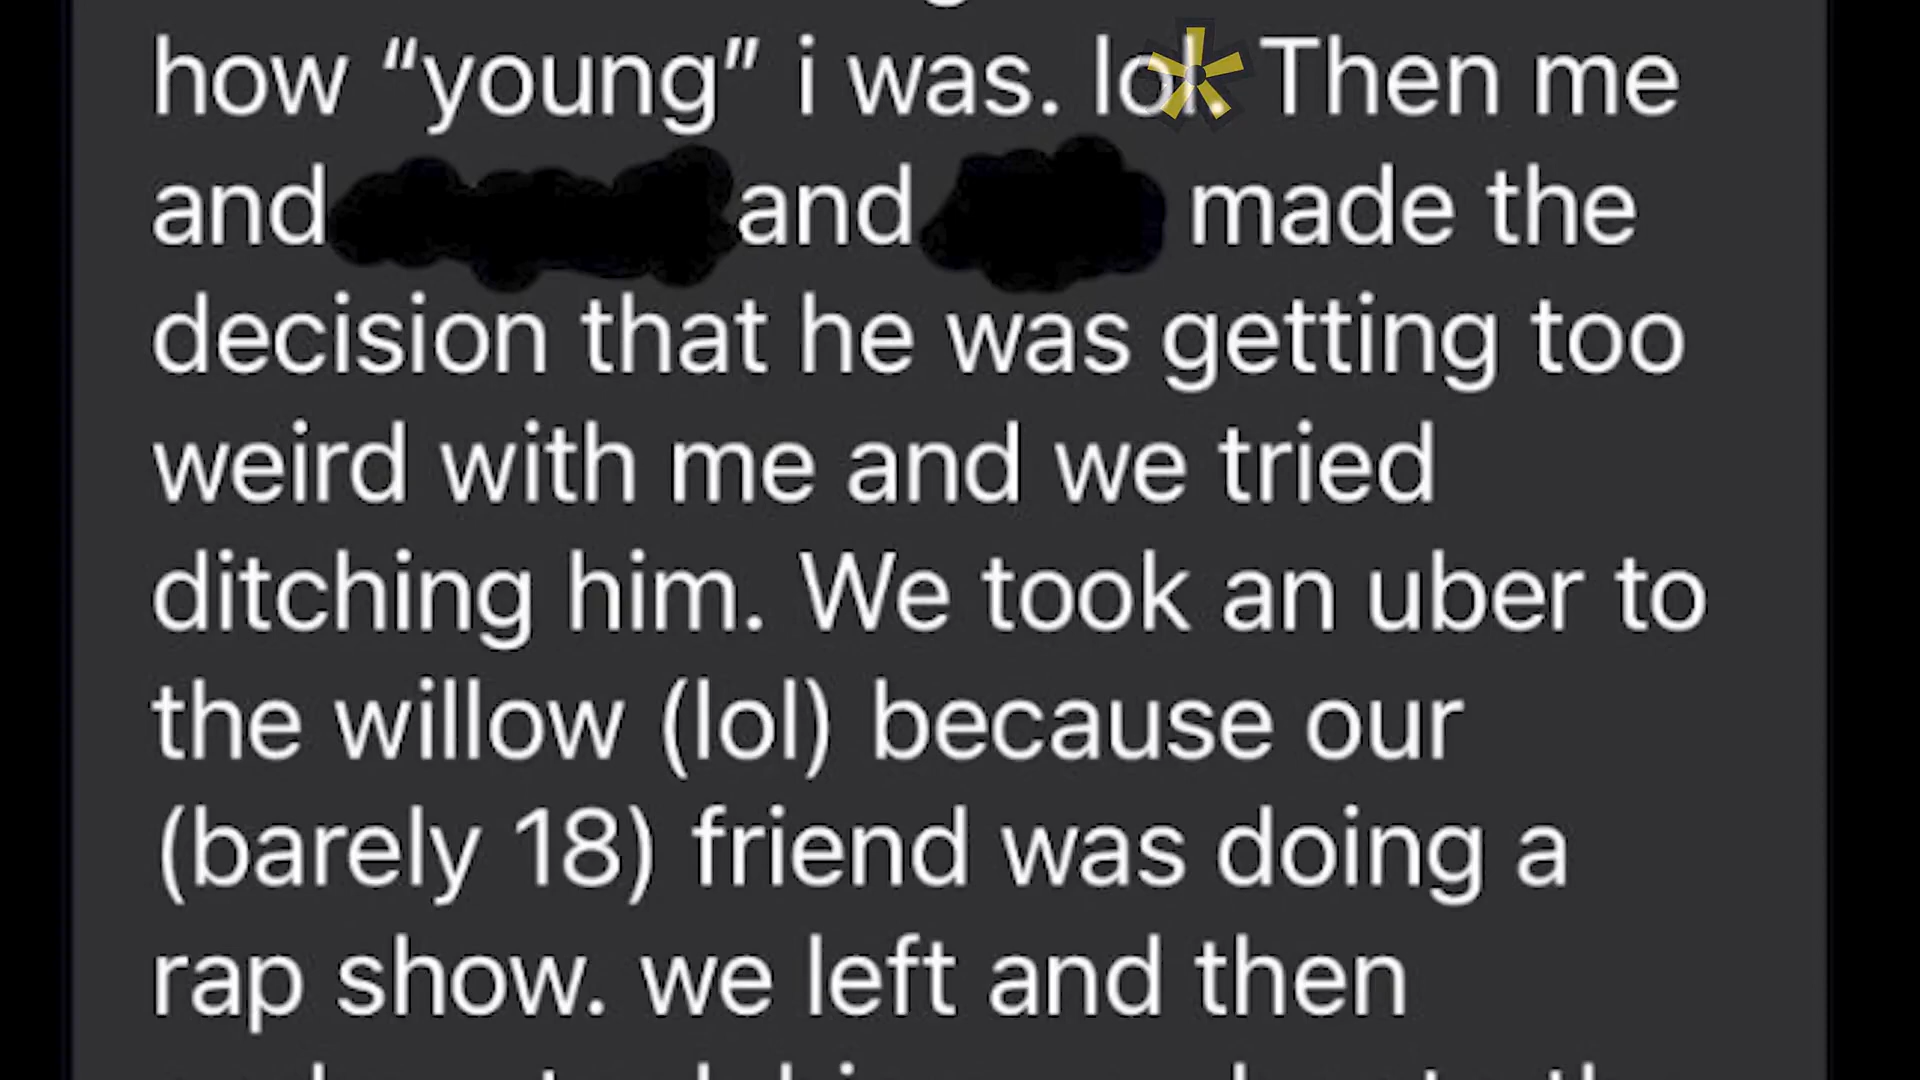 how “young” i was. lol Then me
and and made the
decision that he was getting too
weird with me and we tried
ditching him. We took an uber to
the willow (lol) because our
(barely 18) friend was doing a
rap show. we left and then